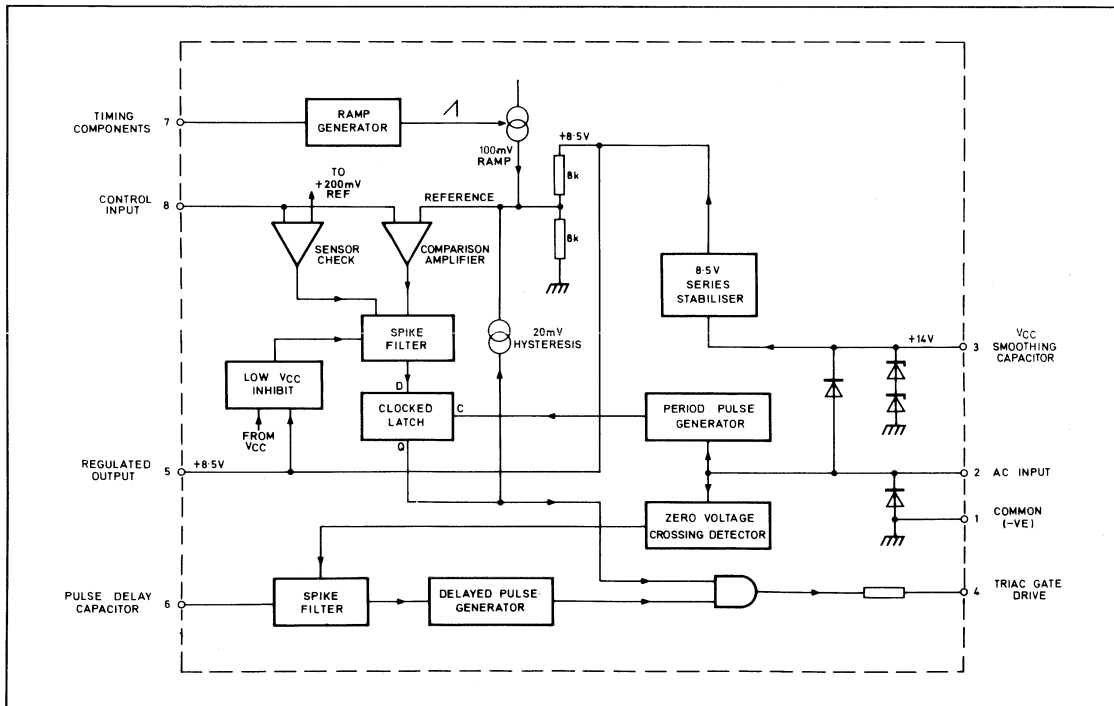 TIMING
COMPONENTS
7
RAMP
GENERATOR
100mV
RAMP
+8·5V
8k
8k
CONTROL
INPUT
8
TO
+200mV
REF
REFERENCE
SENSOR
CHECK
COMPARISON
AMPLIFIER
8·5V
SERIES
STABILISER
SPIKE
FILTER
20mV
HYSTERESIS
+14V
3
VCC
SMOOTHING
CAPACITOR
LOW VCC
INHIBIT
FROM
VCC
D
CLOCKED
LATCH
C
Q
PERIOD PULSE
GENERATOR
REGULATED
OUTPUT
5
+8·5V
2
AC INPUT
ZERO VOLTAGE
CROSSING DETECTOR
1
COMMON
(-VE)
PULSE DELAY
CAPACITOR
6
SPIKE
FILTER
DELAYED PULSE·
GENERATOR
4
TRIAC GATE
DRIVE